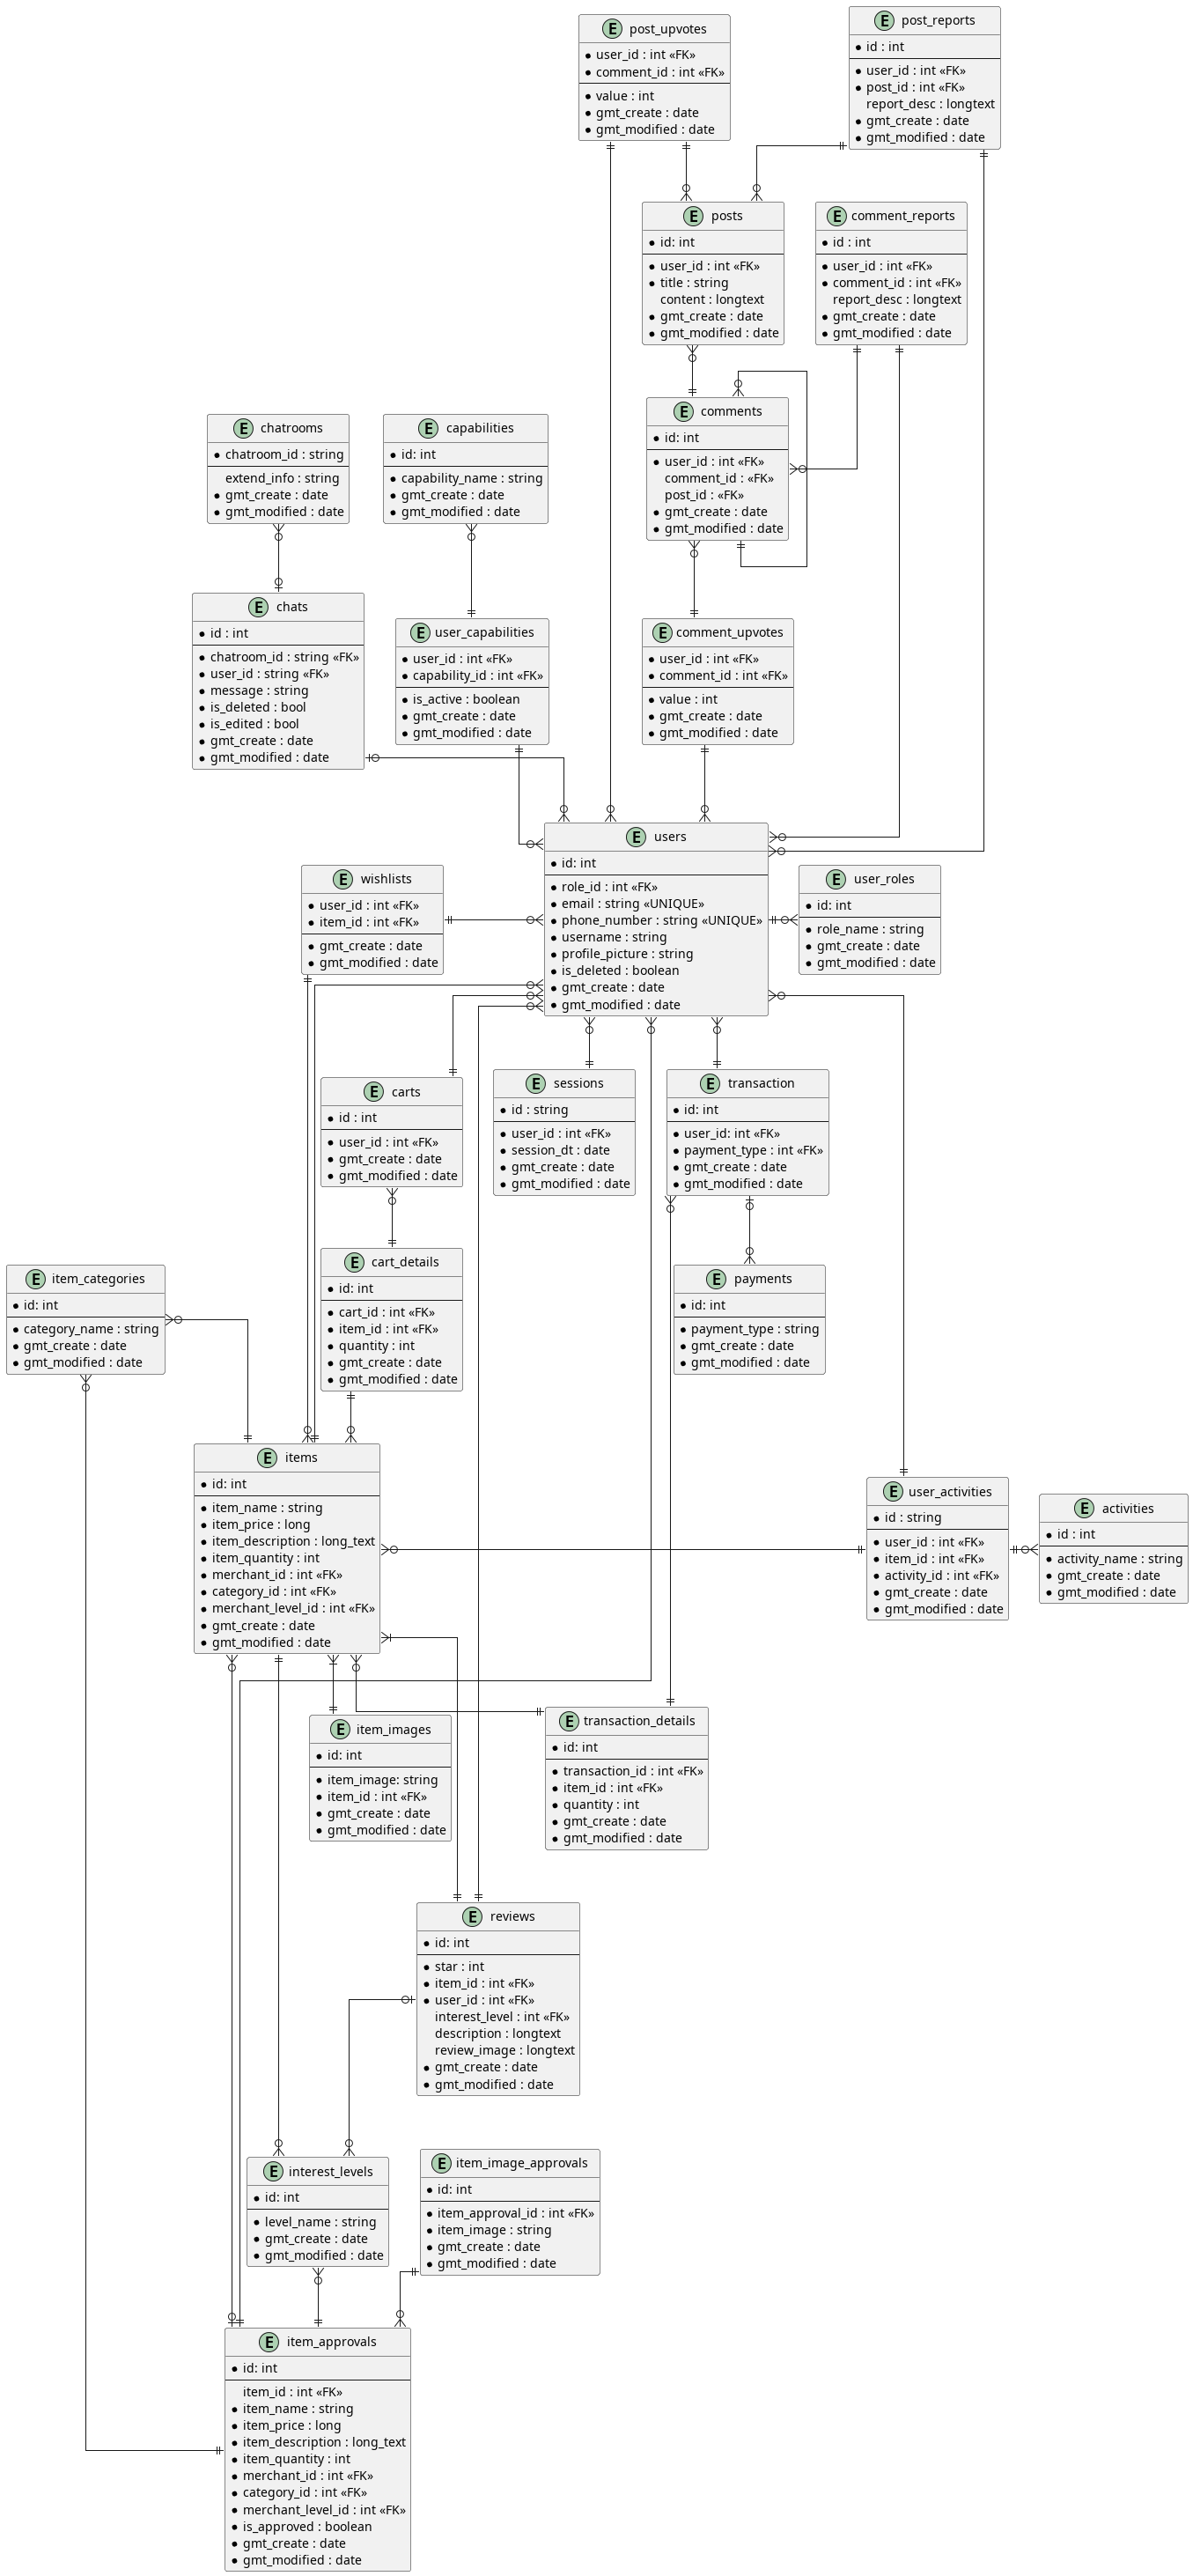 E post_upvotes
user_id : int «FK»
comment_id : int «FK»
value : int
gmt_create : date
gmt_modified : date
E post_reports
id : int
user_id : int «FK»
post_id : int «FK»
report_desc : longtext
gmt_create : date
gmt_modified : date
E posts
id: int
user_id : int «FK»
title : string
content : longtext
gmt_create : date
gmt_modified : date
E comment_reports
id : int
user_id : int «FK»
comment_id : int «FK»
report_desc : longtext
gmt_create : date
gmt_modified : date
E comments
id: int
user_id : int «FK»
comment_id : «FK»
post_id : «FK»
gmt_create : date
gmt_modified : date
E chatrooms
chatroom_id : string
extend_info : string
gmt_create : date
gmt_modified : date
E capabilities
id: int
capability_name : string
gmt_create : date
gmt_modified : date
E chats
id : int
chatroom_id : string «FK»
user_id : string «FK»
message : string
is_deleted : bool
is_edited : bool
gmt_create : date
gmt_modified : date
E user_capabilities
user_id : int «FK»
capability_id : int «FK»
is_active : boolean
gmt_create : date
gmt_modified : date
E comment_upvotes
user_id : int «FK»
comment_id : int «FK»
value : int
gmt_create : date
gmt_modified : date
E users
id: int
role_id : int «FK»
email : string «UNIQUE»
phone_number : string «UNIQUE»
username : string
profile_picture : string
is_deleted : boolean
gmt_create : date
gmt_modified : date
E wishlists
user_id : int «FK»
item_id : int «FK»
gmt_create : date
gmt_modified : date
E user_roles
id: int
role_name : string
gmt_create : date
gmt_modified : date
E carts
id : int
user_id : int «FK»
gmt_create : date
gmt_modified : date
E sessions
id : string
user_id : int «FK»
session_dt : date
gmt_create : date
gmt_modified : date
E transaction
id: int
user_id: int «FK»
payment_type : int «FK»
gmt_create : date
gmt_modified : date
E item_categories
id: int
category_name : string
gmt_create : date
gmt_modified : date
E cart_details
id: int
cart_id : int «FK»
item_id : int «FK»
quantity : int
gmt_create : date
gmt_modified : date
E payments
id: int
payment_type : string
gmt_create : date
gmt_modified : date
E items
id: int
item_name : string
item_price : long
item_description : long_text
item_quantity : int
merchant_id : int «FK»
category_id : int «FK»
merchant_level_id : int «FK»
gmt_create : date
gmt_modified : date
E user_activities
id : string
user_id : int «FK»
item_id : int «FK»
activity_id : int «FK»
gmt_create : date
gmt_modified : date
E activities
id : int
activity_name : string
gmt_create : date
gmt_modified : date
E item_images
id: int
item_image: string
item_id : int «FK»
gmt_create : date
gmt_modified : date
E transaction_details
id: int
transaction_id : int «FK»
item_id : int «FK»
quantity : int
gmt_create : date
gmt_modified : date
E reviews
id: int
star : int
item_id : int «FK»
user_id : int «FK»
interest_level : int «FK»
description : longtext
review_image : longtext
gmt_create : date
gmt_modified : date
E interest_levels
id: int
level_name : string
gmt_create : date
gmt_modified : date
E item_image_approvals
id: int
item_approval_id : int «FK»
item_image : string
gmt_create : date
gmt_modified : date
E item_approvals
id: int
item_id : int «FK»
item_name : string
item_price : long
item_description : long_text
item_quantity : int
merchant_id : int «FK»
category_id : int «FK»
merchant_level_id : int «FK»
is_approved : boolean
gmt_create : date
gmt_modified : date